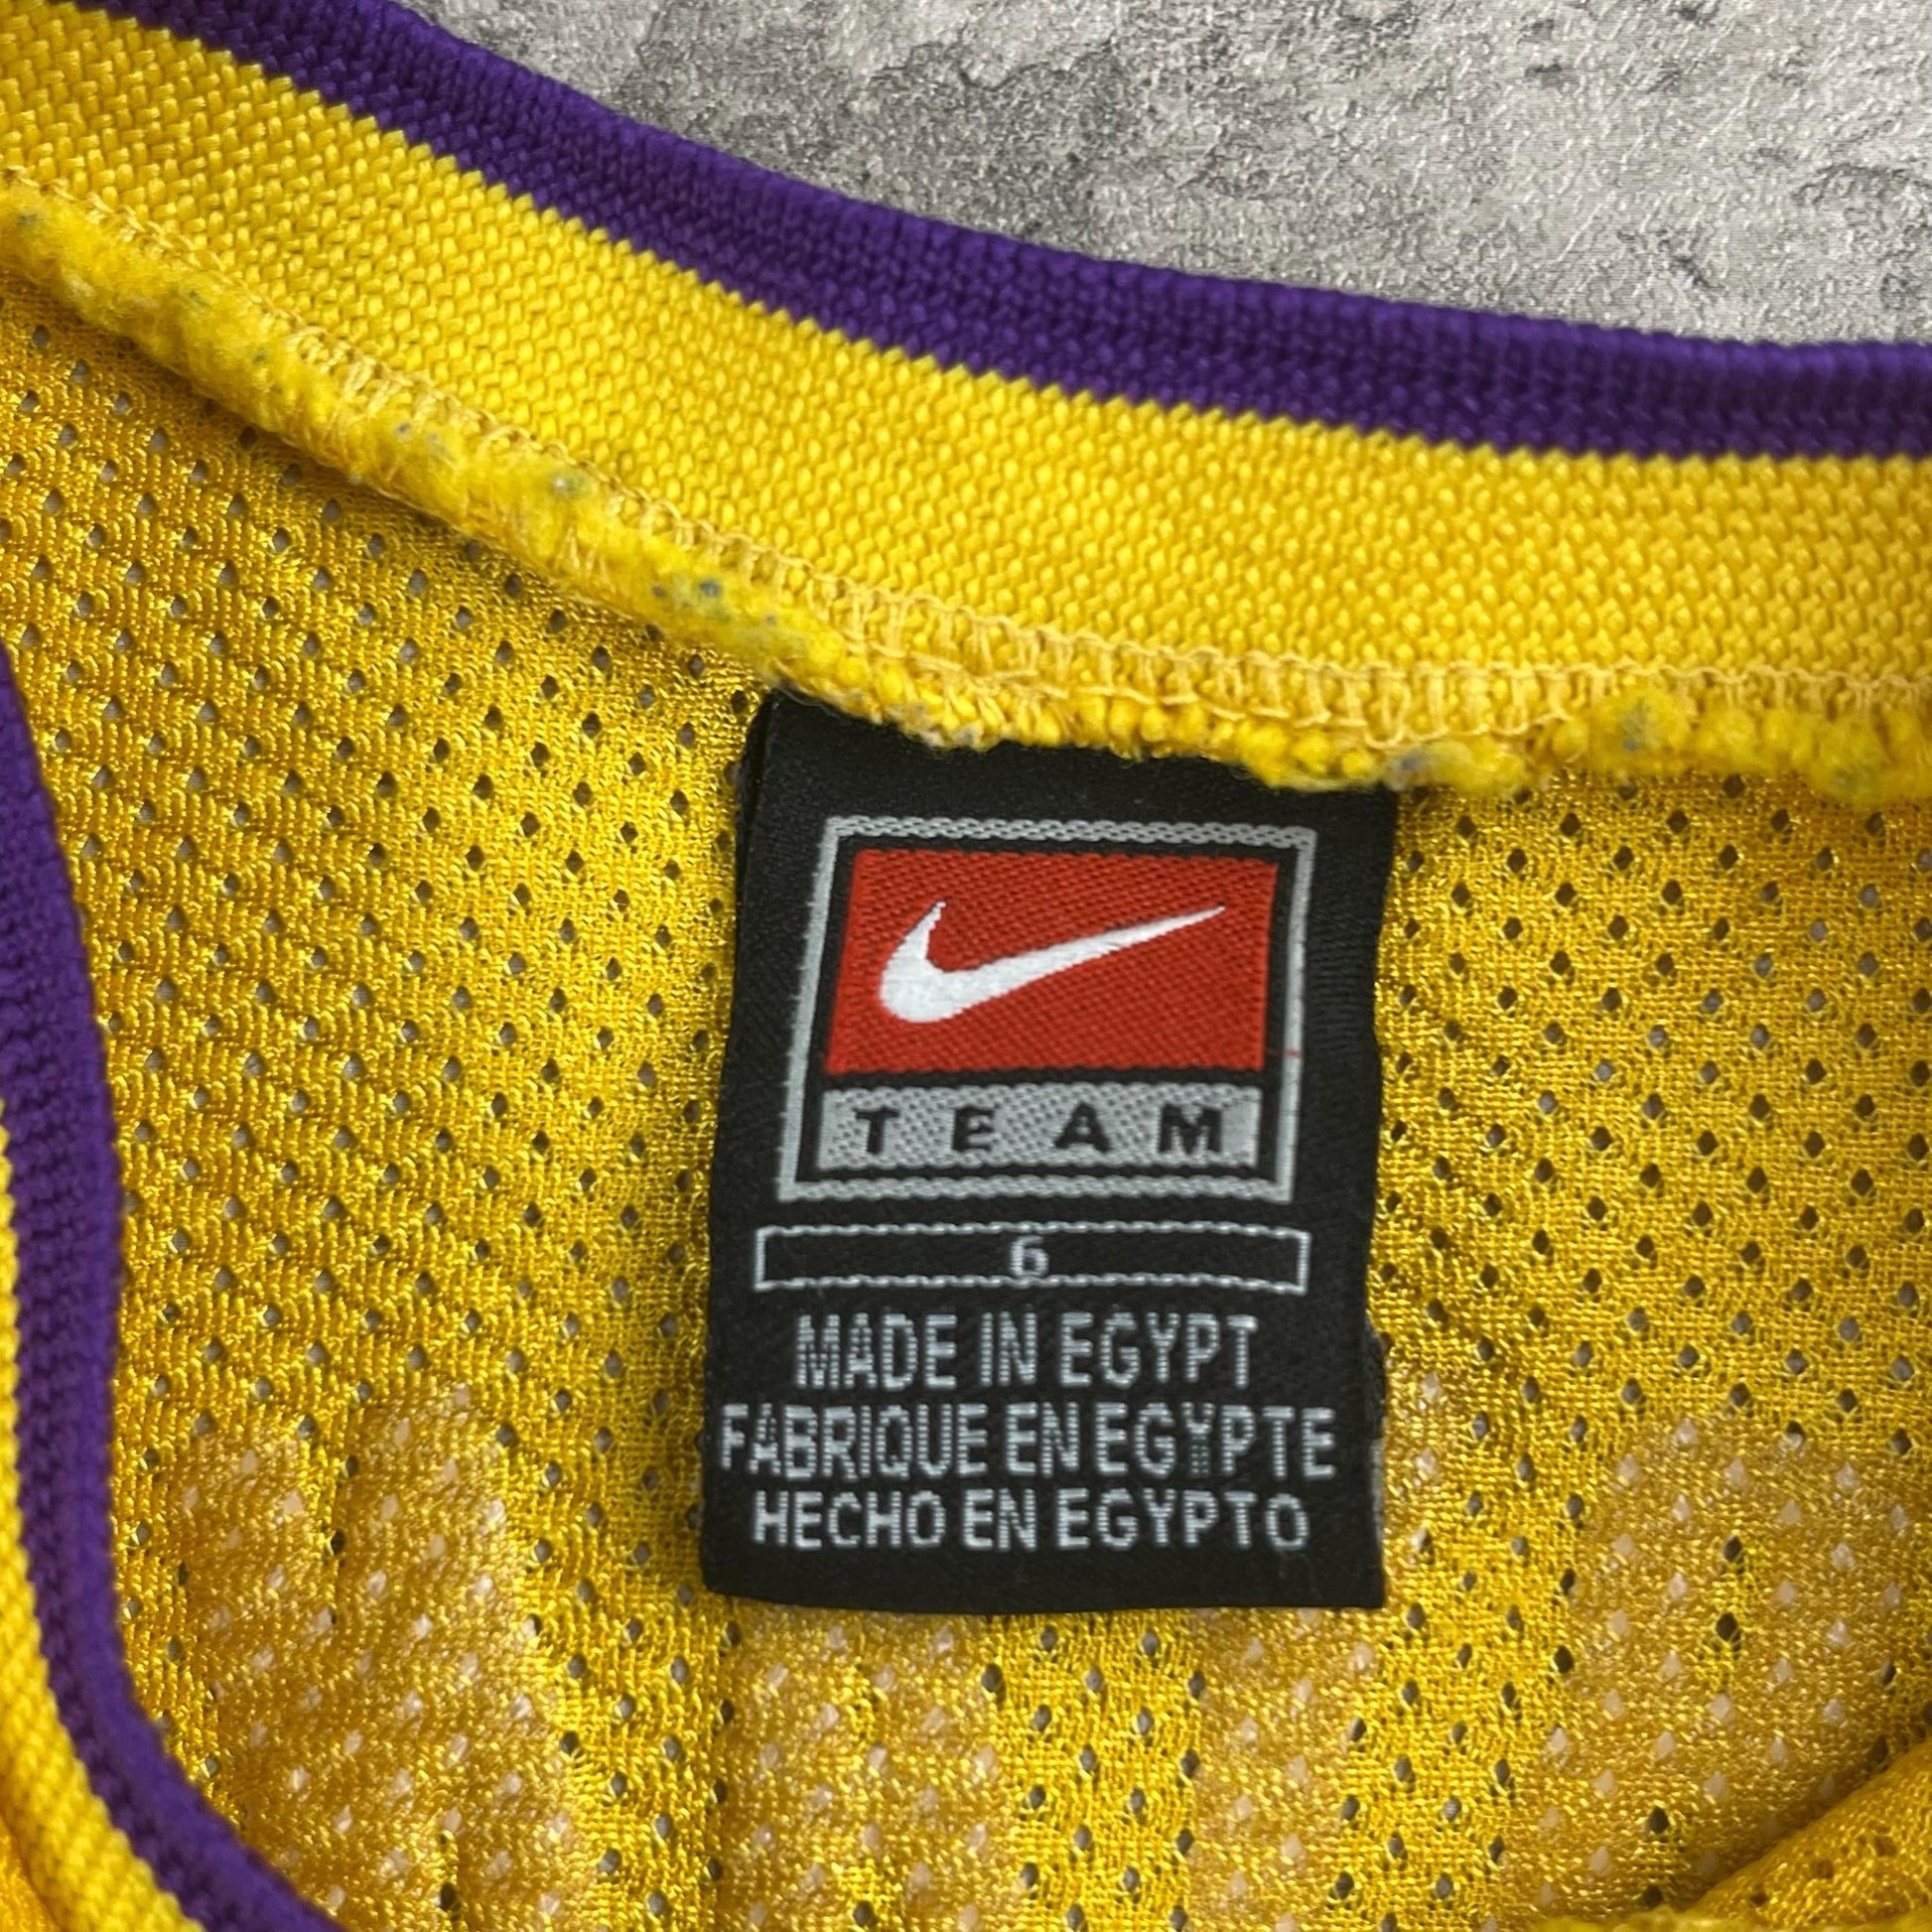 TEAM
6
MADE IN EGYPT
FABRIQUE EN EGYPTE
HECHO EN EGYPTO